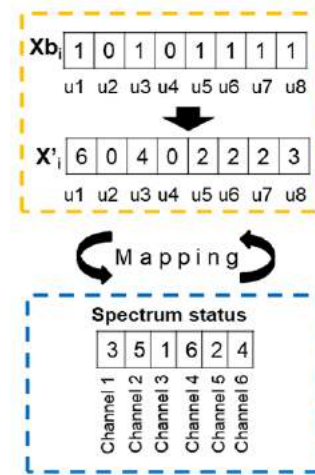 Xb i 1 0 1 0 1 1 1 1
u1 u2 u3 u4 u5 u6 u7 u8
X' i 6 0 4 0 2 2 2 3
u1 u2 u3 u4 u5 u6 u7 u8
Mapping
Spectrum status
3 5 1 6 2 4
Channel 1 Channel 2 Channel 3 Channel 4 Channel 5 Channel 6